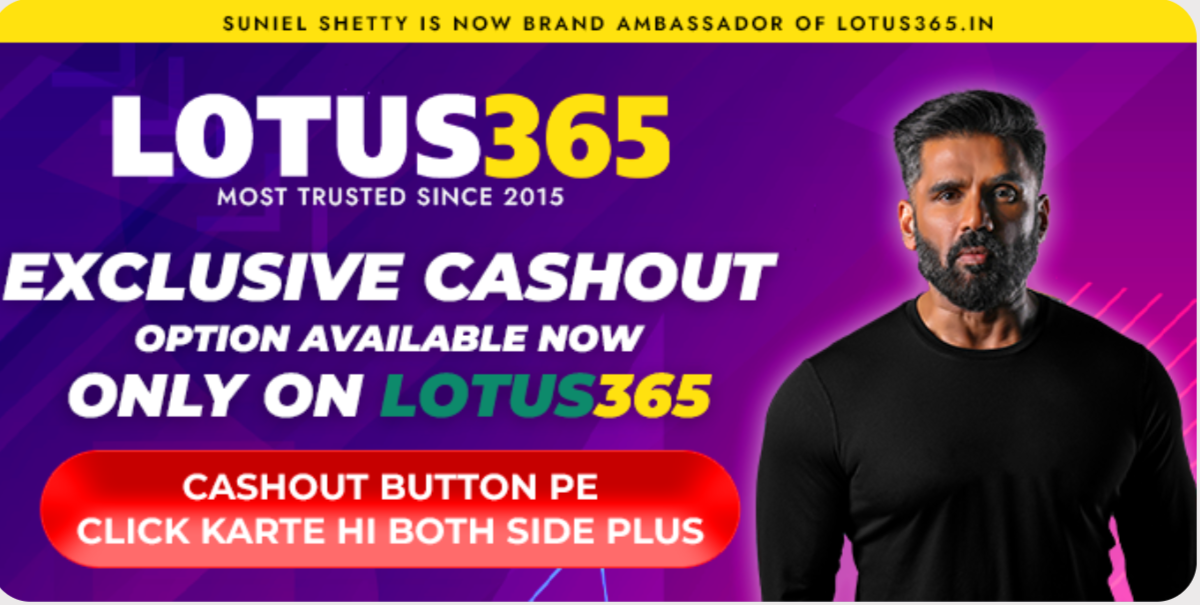 SUNIEL SHETTY IS NOW BRAND AMBASSADOR OF LOTUS365.IN
LOTUS365
MOST TRUSTED SINCE 2015
EXCLUSIVE CASHOUT
OPTION AVAILABLE NOW
ONLY ON LOTUS365
CASHOUT BUTTON PE
CLICK KARTE HI BOTH SIDE PLUS